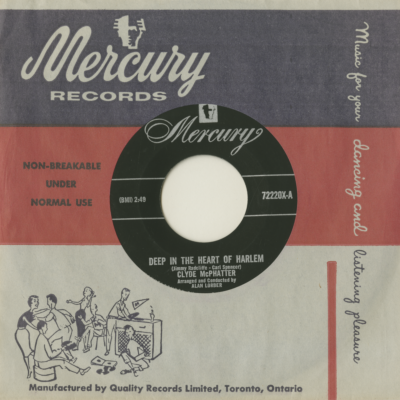 Mercury
RECORDS
Music for your dancing and listening pleasure
NON-BREAKABLE
UNDER
NORMAL USE
Mercury
(BMI) 2:49
72220X-A
DEEP IN THE HEART OF HARLEM
(Jimmy Radcliffe - Carl Spencer)
CLYDE McPHATTER
Arranged and Conducted by
ALAN LORBER
Manufactured by Quality Records Limited, Toronto, Ontario